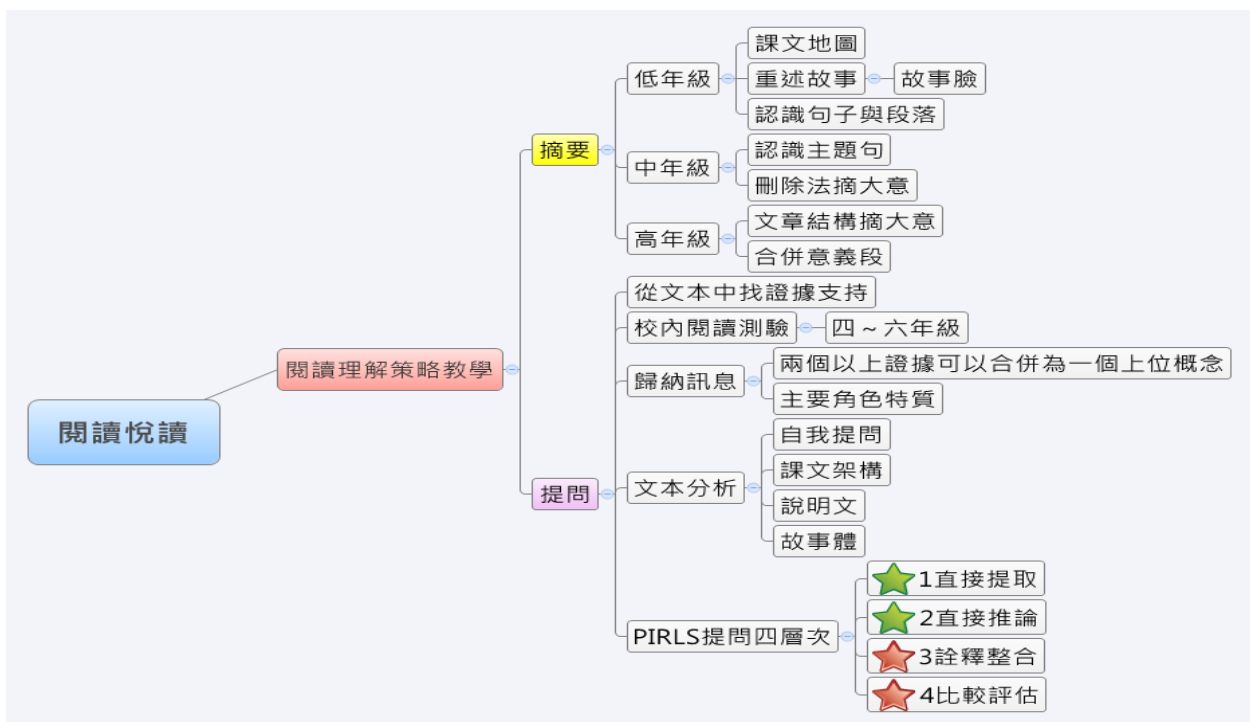 閱讀悅讀
閱讀理解策略教學
摘要
低年級
課文地圖
重述故事
故事臉
認識句子與段落
中年級
認識主題句
刪除法摘大意
高年級
文章結構摘大意
合併意義段
提問
從文本中找證據支持
校內閱讀測驗
四～六年級
歸納訊息
兩個以上證據可以合併為一個上位概念
主要角色特質
文本分析
自我提問
課文架構
說明文
故事體
PIRLS提問四層次
1直接提取
2直接推論
3詮釋整合
4比較評估